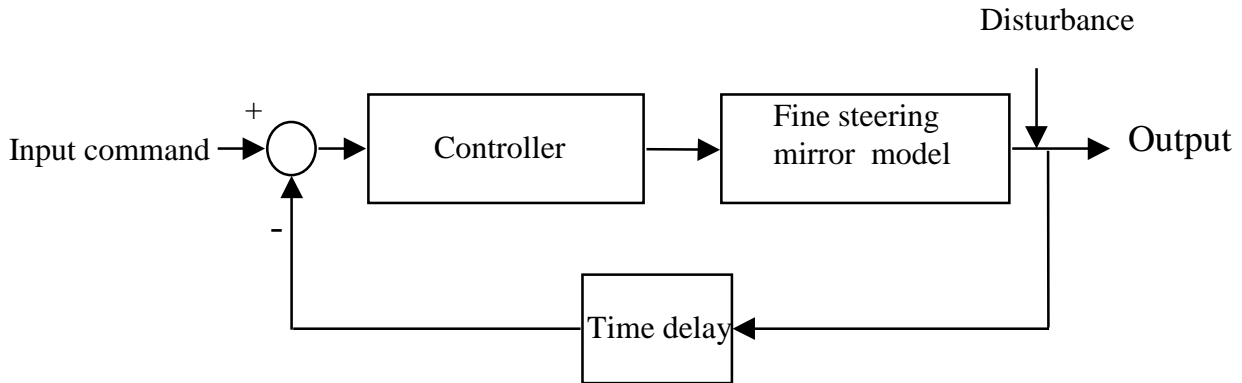 Disturbance
+
Input command
Controller
Fine steering
mirror model
Output
-
Time delay